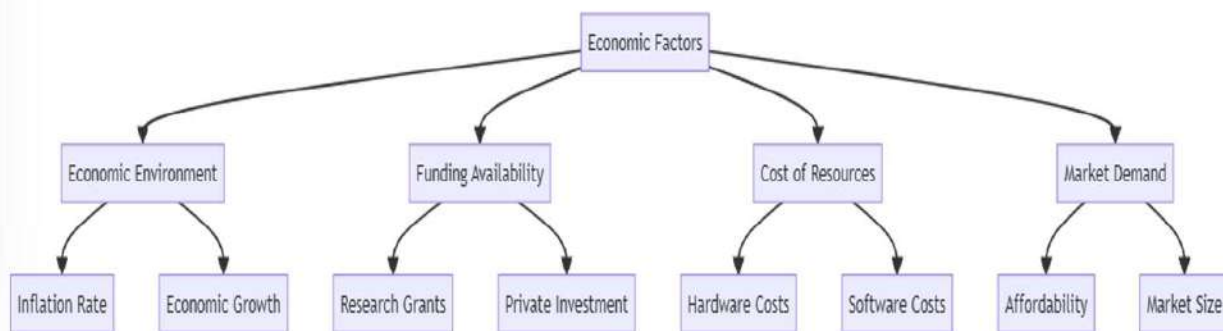 Economic Factors
Economic Environment
Funding Availability
Cost of Resources
Market Demand
Inflation Rate
Economic Growth
Research Grants
Private Investment
Hardware Costs
Software Costs
Affordability
Market Size